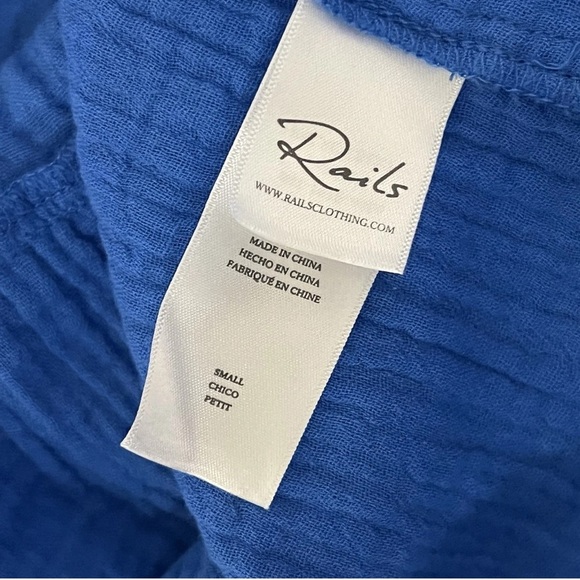 Rails
WWW.RAILSCLOTHING.COM
MADE IN CHINA
HECHO EN CHINA
FABRIQUÉ EN CHINE
SMALL
CHICO
PETIT